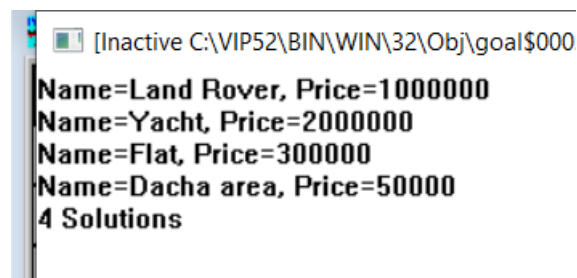 [Inactive C:\VIP52\BIN\WIN\32\Obj\goal$000
Name=Land Rover, Price=1000000
Name=Yacht, Price=2000000
Name=Flat, Price=300000
Name=Dacha area, Price=50000
4 Solutions